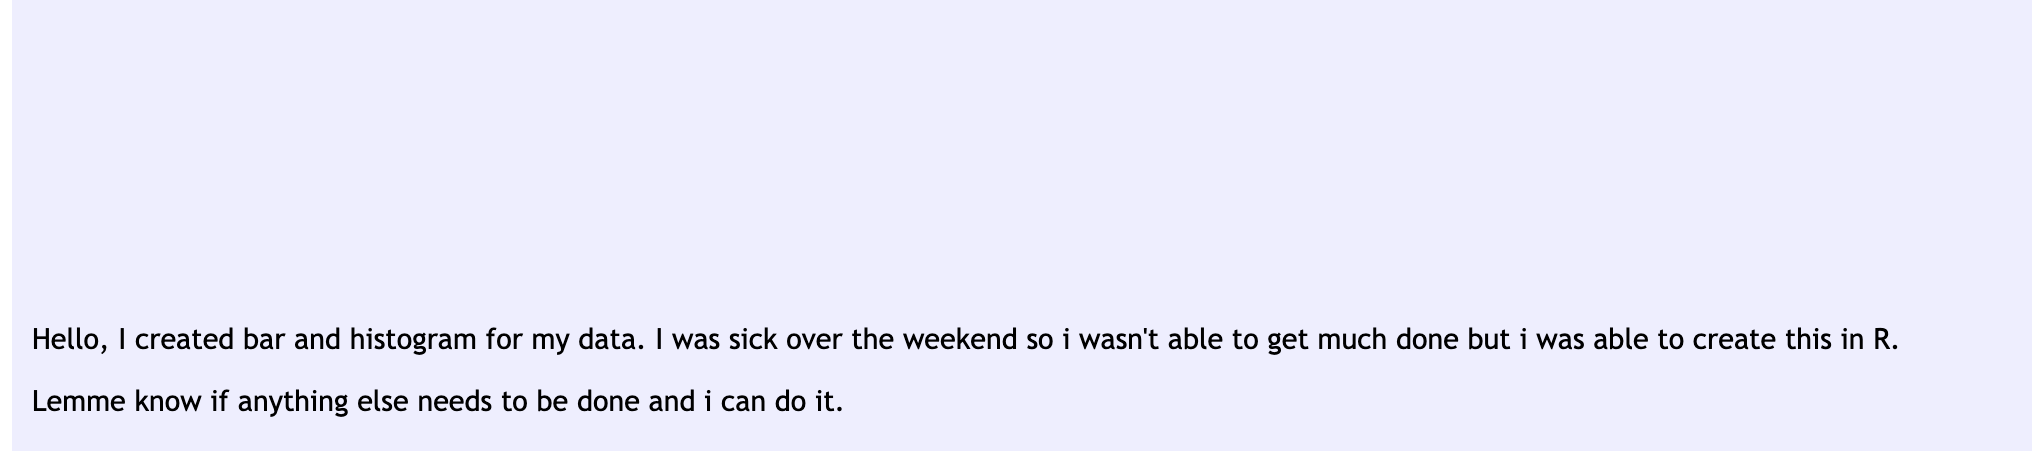 Hello, I created bar and histogram for my data. I was sick over the weekend so i wasn't able to get much done but i was able to create this in R.
Lemme know if anything else needs to be done and i can do it.